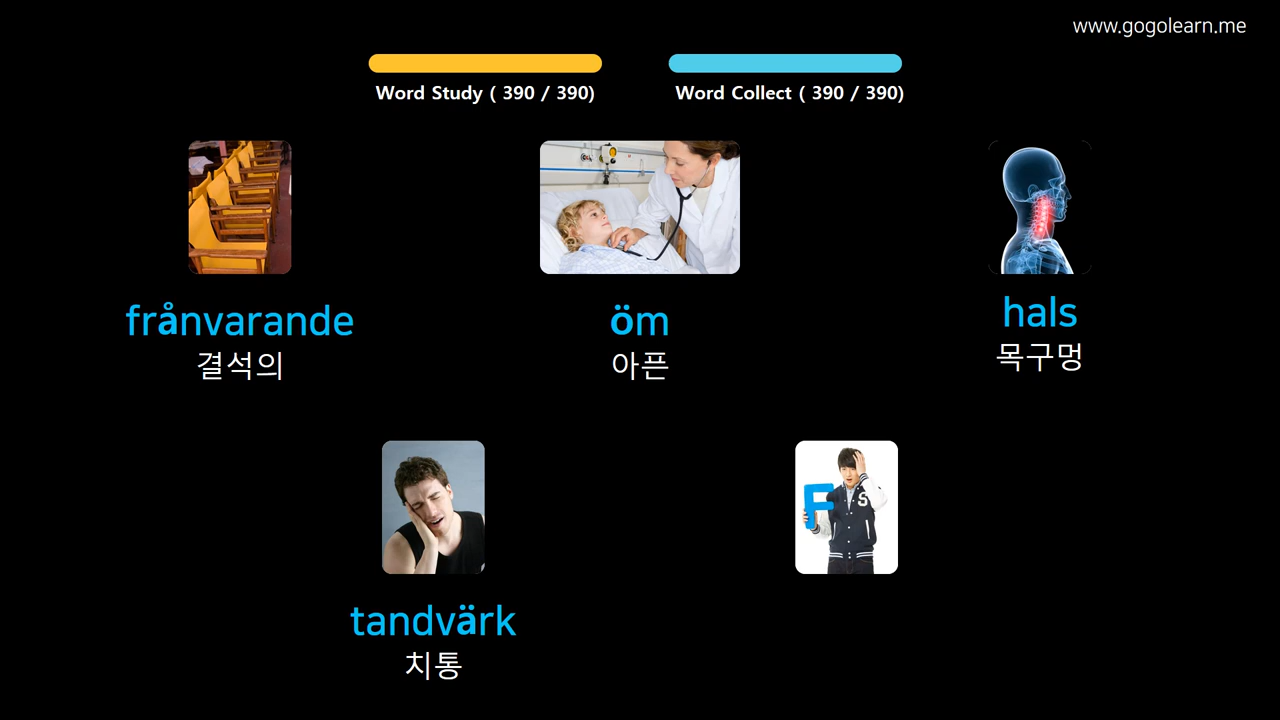 www.gogolearn.me
Word Study ( 390 / 390)
Word Collect ( 390 / 390)
frånvarande
결석의
öm
아픈
hals
목구멍
F
S
tandvärk
치통